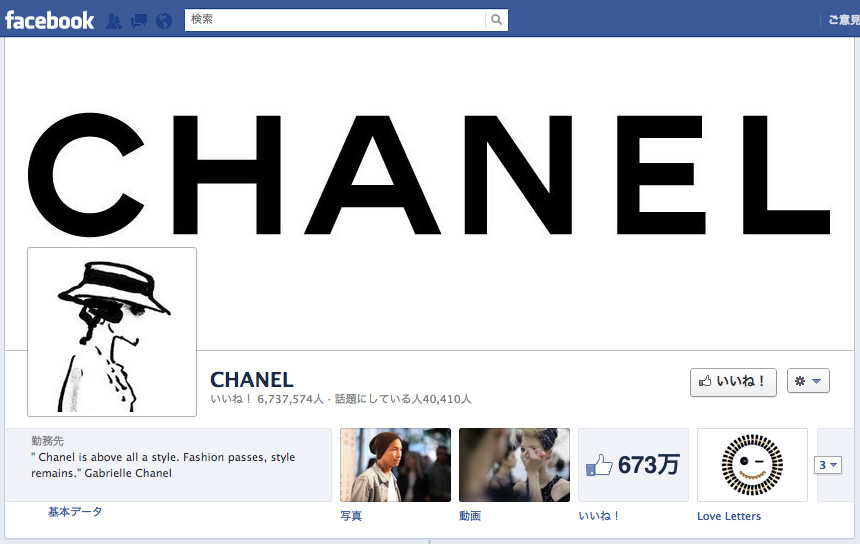 facebook
検索
ご意見
CHANEL
CHANEL
いいね！ 6,737,574人 · 話題にしている人40,410人
いいね！
勤務先
" Chanel is above all a style. Fashion passes, style
remains." Gabrielle Chanel
基本データ
写真
動画
673万
いいね！
Love Letters
3